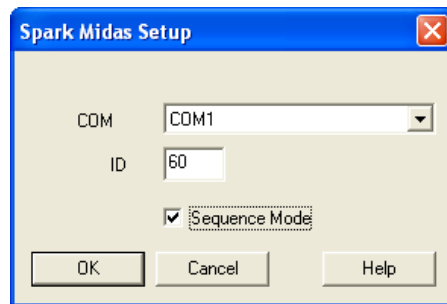 Spark Midas Setup
COM COM1
ID 60
Sequence Mode
OK Cancel Help